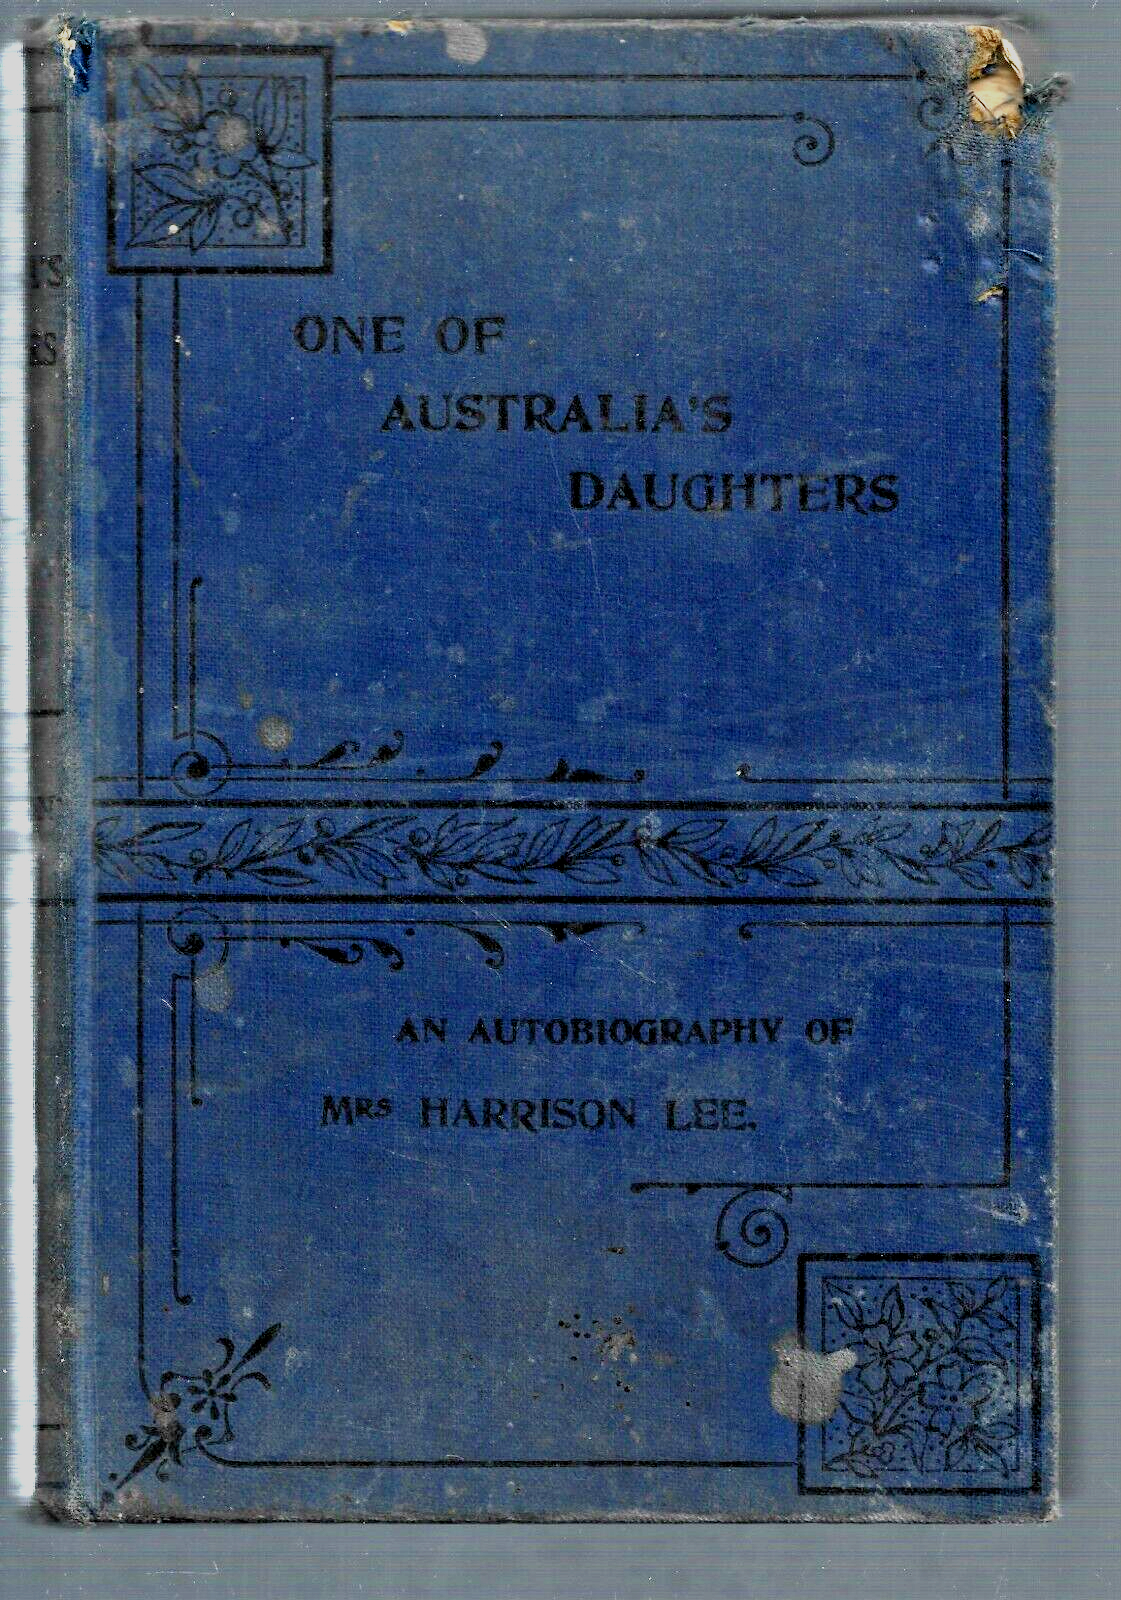 ONE OF
AUSTRALIA'S
DAUGHTERS
AN AUTOBIOGRAPHY OF
MRS HARRISON LEE.